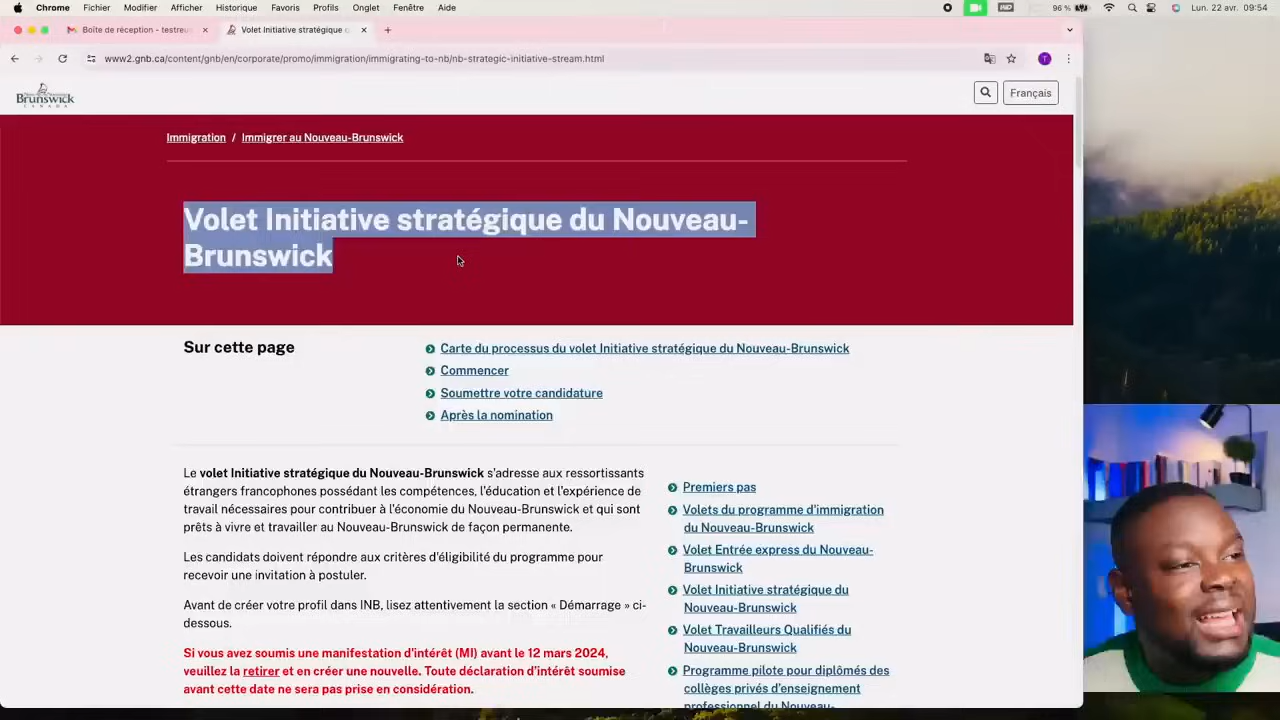 Chrome Fichier Modifier Afficher Historique Favoris Profils Onglet Fenêtre Aide 96 % Lun. 22 avr. 09:54
Boîte de réception - testreus
Volet Initiative stratégique d
www2.gnb.ca/content/gnb/en/corporate/promo/immigration/immigrating-to-nb/nb-strategic-initiative-stream.html
T
Brunswick
CANADA
Français
Immigration / Immigrer au Nouveau-Brunswick
Volet Initiative stratégique du Nouveau-
Brunswick
Sur cette page
Carte du processus du volet Initiative stratégique du Nouveau-Brunswick
Commencer
Soumettre votre candidature
Après la nomination
Le volet Initiative stratégique du Nouveau-Brunswick s'adresse aux ressortissants
étrangers francophones possédant les compétences, l'éducation et l'expérience de
travail nécessaires pour contribuer à l'économie du Nouveau-Brunswick et qui sont
prêts à vivre et travailler au Nouveau-Brunswick de façon permanente.
Les candidats doivent répondre aux critères d'éligibilité du programme pour
recevoir une invitation à postuler.
Avant de créer votre profil dans INB, lisez attentivement la section « Démarrage » ci-
dessous.
Si vous avez soumis une manifestation d'intérêt (MI) avant le 12 mars 2024,
veuillez la retirer et en créer une nouvelle. Toute déclaration d'intérêt soumise
avant cette date ne sera pas prise en considération.
Premiers pas
Volets du programme d'immigration
du Nouveau-Brunswick
Volet Entrée express du Nouveau-
Brunswick
Volet Initiative stratégique du
Nouveau-Brunswick
Volet Travailleurs Qualifiés du
Nouveau-Brunswick
Programme pilote pour diplômés des
collèges privés d'enseignement
professionnel du Nouveau-